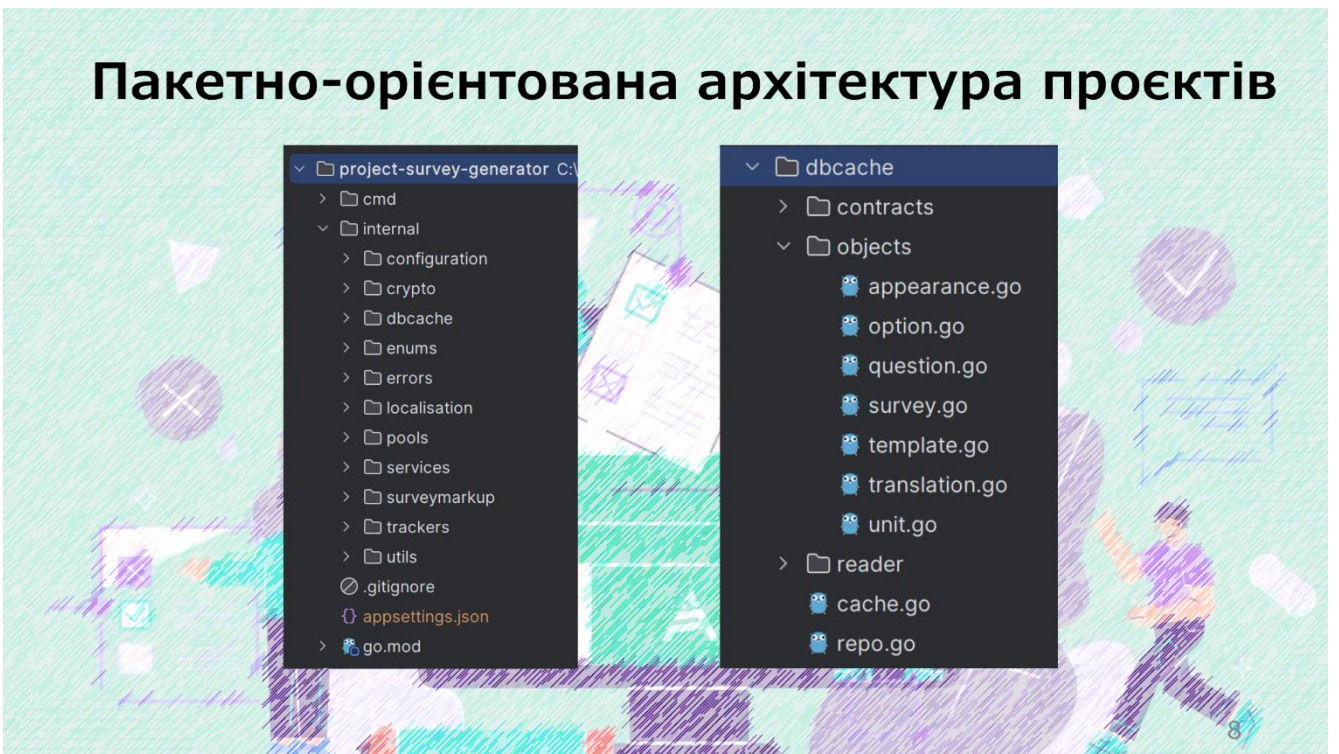 Пакетно-орієнтована архітектура проєктів
project-survey-generator C:\
cmd
internal
configuration
crypto
dbcache
enums
errors
localisation
pools
services
surveymarkup
trackers
utils
.gitignore
appsettings.json
go.mod
dbcache
contracts
objects
appearance.go
option.go
question.go
survey.go
template.go
translation.go
unit.go
reader
cache.go
repo.go
8